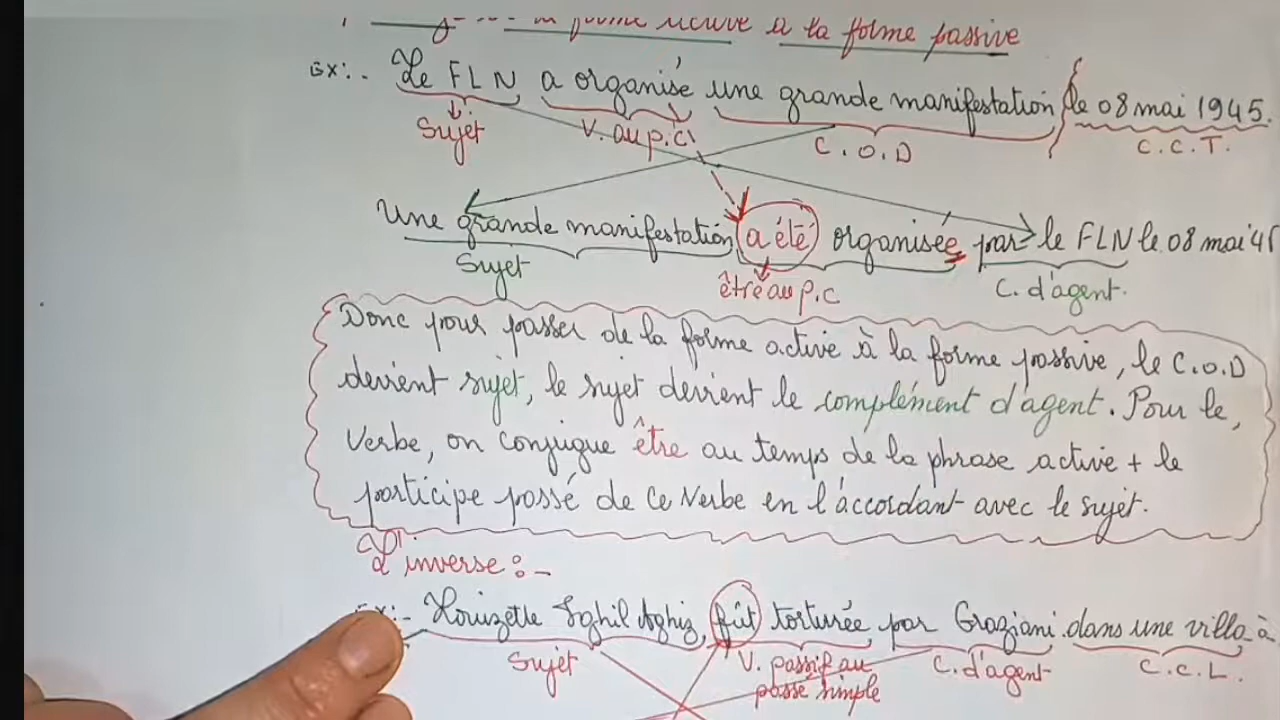 la forme active à la forme passive
Ex:- Le FLN a organisé une grande manifestation le 08 mai 1945.
Sujet V. au p.c C.O.D C.C.T.
Une grande manifestation a été organisée par le FLN le 08 mai 45
Sujet être au p.c C. d'agent.
Donc pour passer de la forme active à la forme passive, le C.O.D
devient sujet, le sujet devient le complément d'agent. Pour le,
Verbe, on conjugue être au temps de la phrase active + le
participe passé de ce Verbe en l'accordant avec le sujet.
L'inverse :-
Ex:- Louizette Ighil Aghiz, fût torturée par Graziani dans une villa à
Sujet V. passif au C. d'agent C.C.L.
passé simple